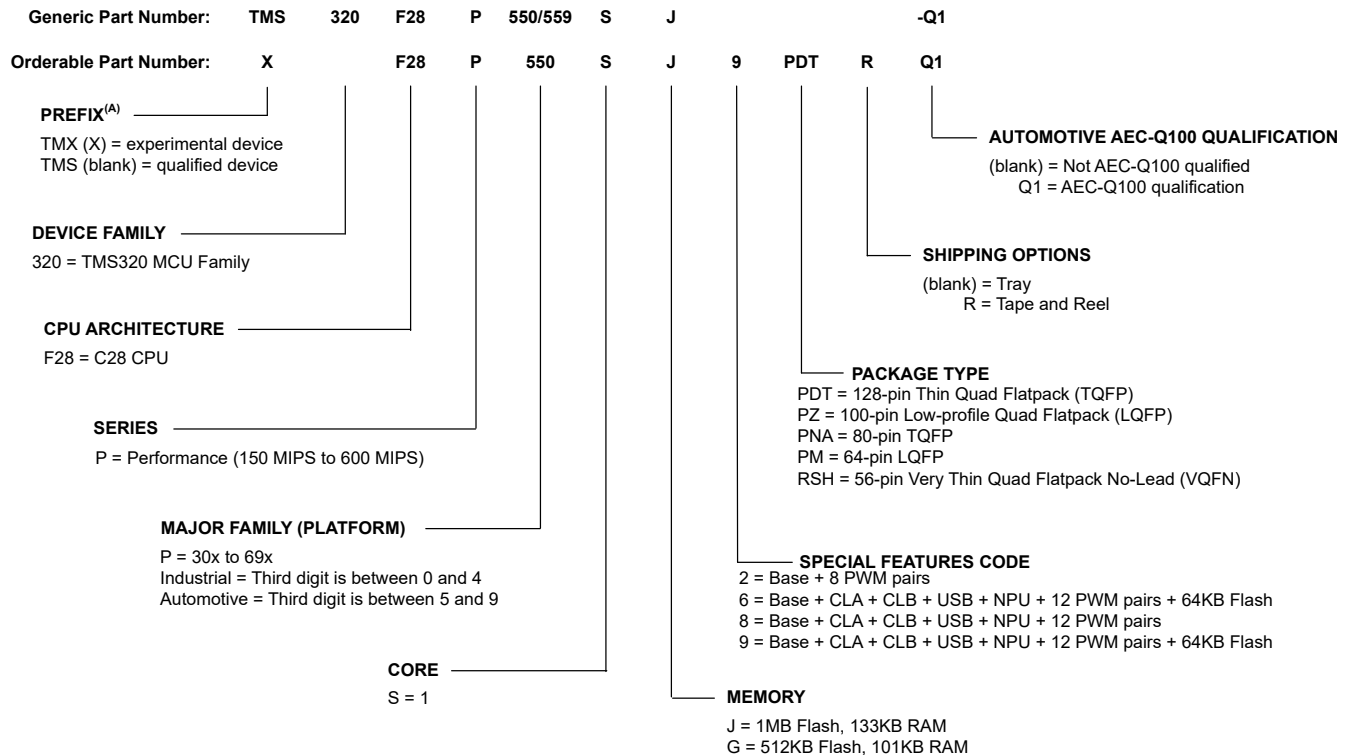 Generic Part Number: TMS 320 F28 P 550/559 S J -Q1
Orderable Part Number: X F28 P 550 S J 9 PDT R Q1
PREFIX(A)
TMX (X) = experimental device
TMS (blank) = qualified device
AUTOMOTIVE AEC-Q100 QUALIFICATION
(blank) = Not AEC-Q100 qualified
Q1 = AEC-Q100 qualification
DEVICE FAMILY
320 = TMS320 MCU Family
SHIPPING OPTIONS
(blank) = Tray
R = Tape and Reel
CPU ARCHITECTURE
F28 = C28 CPU
PACKAGE TYPE
PDT = 128-pin Thin Quad Flatpack (TQFP)
PZ = 100-pin Low-profile Quad Flatpack (LQFP)
PNA = 80-pin TQFP
PM = 64-pin LQFP
RSH = 56-pin Very Thin Quad Flatpack No-Lead (VQFN)
SERIES
P = Performance (150 MIPS to 600 MIPS)
MAJOR FAMILY (PLATFORM)
P = 30x to 69x
Industrial = Third digit is between 0 and 4
Automotive = Third digit is between 5 and 9
SPECIAL FEATURES CODE
2 = Base + 8 PWM pairs
6 = Base + CLA + CLB + USB + NPU + 12 PWM pairs + 64KB Flash
8 = Base + CLA + CLB + USB + NPU + 12 PWM pairs
9 = Base + CLA + CLB + USB + NPU + 12 PWM pairs + 64KB Flash
CORE
S = 1
MEMORY
J = 1MB Flash, 133KB RAM
G = 512KB Flash, 101KB RAM